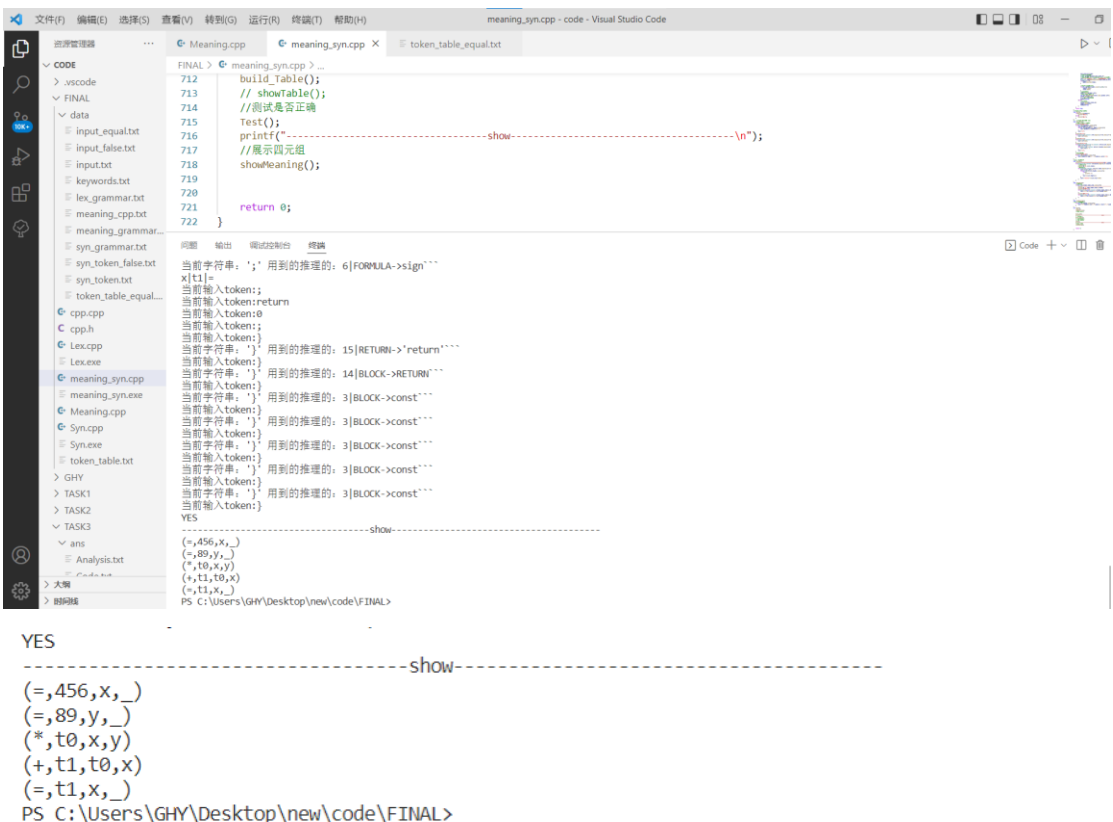 文件(F) 编辑(E) 选择(S) 查看(V) 转到(G) 运行(R) 终端(T) 帮助(H) meaning_syn.cpp - code - Visual Studio Code
资源管理器 ...
Meaning.cpp meaning_syn.cpp × token_table_equal.txt
CODE
FINAL > meaning_syn.cpp > ...
> .vscode
FINAL
data
input_equal.txt
input_false.txt
input.txt
keywords.txt
lex_grammar.txt
meaning_cpp.txt
meaning_grammar...
syn_grammar.txt
syn_token_false.txt
syn_token.txt
token_table_equal....
cpp.cpp
C cpp.h
Lex.cpp
Lex.exe
meaning_syn.cpp
meaning_syn.exe
Meaning.cpp
Syn.cpp
Syn.exe
token_table.txt
> GHY
> TASK1
> TASK2
TASK3
ans
Analysis.txt
Code.txt
> 大纲
> 时间线
10K+
712 build_Table();
713 // showTable();
714 //测试是否正确
715 Test();
716 printf("----------------------------------show--------------------------------------\n");
717 //展示四元组
718 showMeaning();
719
720
721 return 0;
722 }
问题 输出 调试控制台 终端
Code
当前字符串: ';' 用到的推理的: 6|FORMULA->sign```
x|t1|=
当前输入token:;
当前输入token:return
当前输入token:0
当前输入token:;
当前输入token:}
当前字符串: '}' 用到的推理的: 15|RETURN->'return'```
当前输入token:}
当前字符串: '}' 用到的推理的: 14|BLOCK->RETURN```
当前输入token:}
当前字符串: '}' 用到的推理的: 3|BLOCK->const```
当前输入token:}
当前字符串: '}' 用到的推理的: 3|BLOCK->const```
当前输入token:}
当前字符串: '}' 用到的推理的: 3|BLOCK->const```
当前输入token:}
当前字符串: '}' 用到的推理的: 3|BLOCK->const```
当前输入token:}
当前字符串: '}' 用到的推理的: 3|BLOCK->const```
当前输入token:}
YES
-----------------------------------show---------------------------------------
(=,456,x,_)
(=,89,y,_)
(*,t0,x,y)
(+,t1,t0,x)
(=,t1,x,_)
PS C:\Users\GHY\Desktop\new\code\FINAL>
YES
-----------------------------------show---------------------------------------
(=,456,x,_)
(=,89,y,_)
(*,t0,x,y)
(+,t1,t0,x)
(=,t1,x,_)
PS C:\Users\GHY\Desktop\new\code\FINAL>